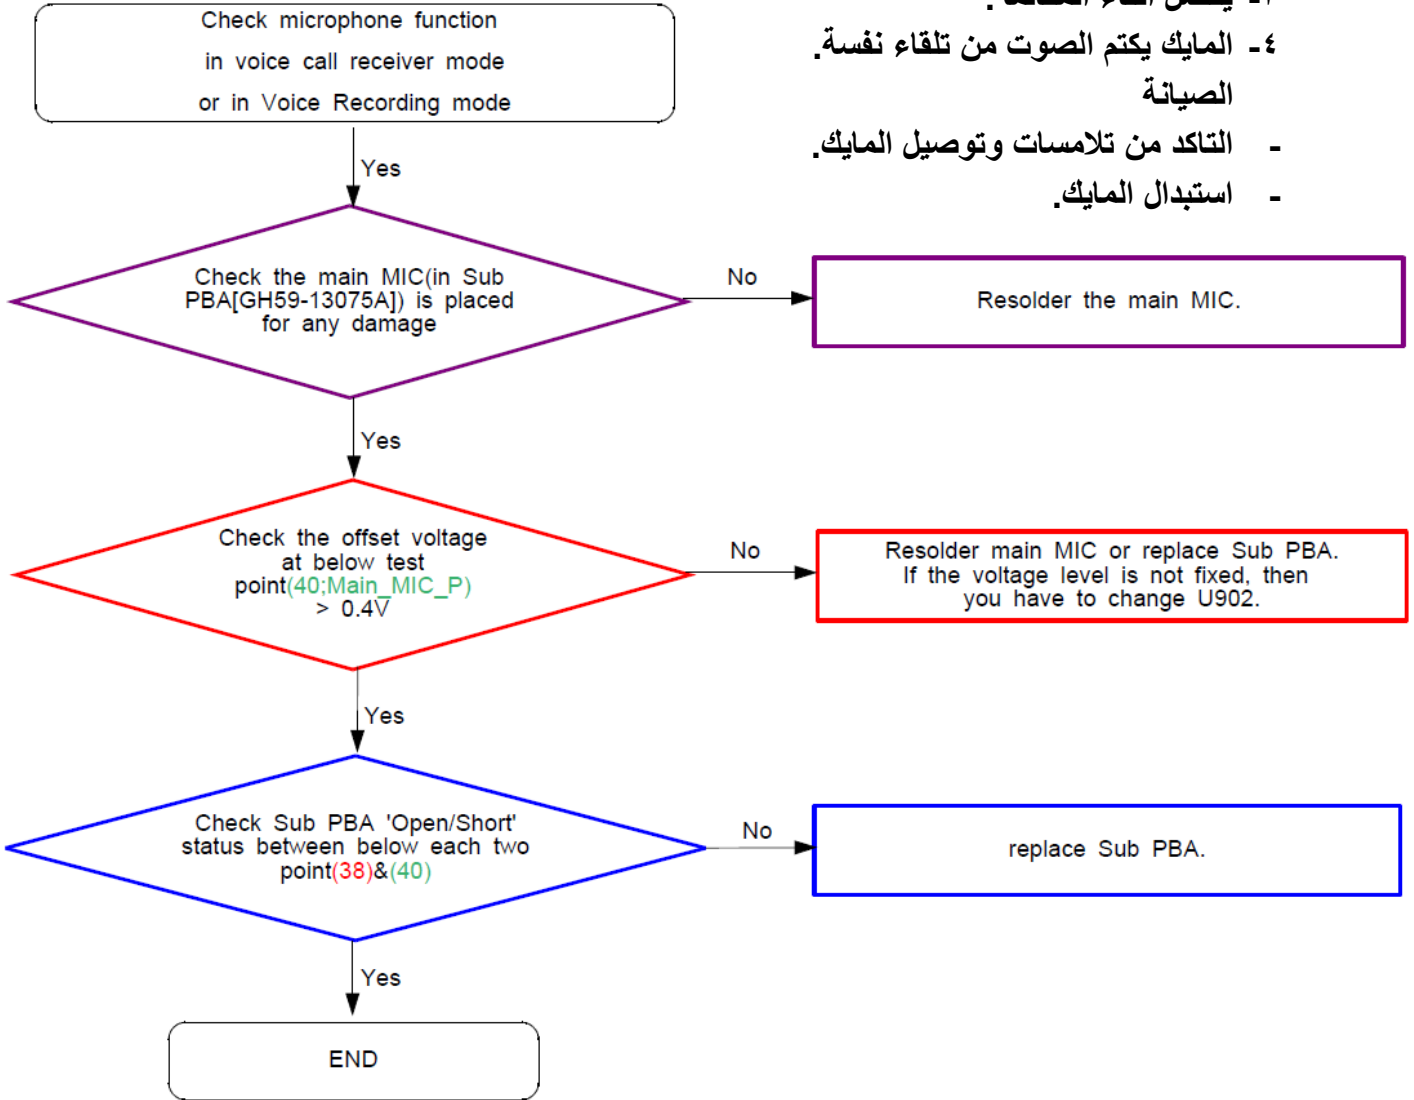 Check microphone function
in voice call receiver mode
or in Voice Recording mode
٤- المايك يكتم الصوت من تلقاء نفسة.
الصيانة
- التاكد من تلامسات وتوصيل المايك.
- استبدال المايك.
Yes
Check the main MIC(in Sub
PBA[GH59-13075A]) is placed
for any damage
No
Resolder the main MIC.
Yes
Check the offset voltage
at below test
point(40;Main_MIC_P)
> 0.4V
No
Resolder main MIC or replace Sub PBA.
If the voltage level is not fixed, then
you have to change U902.
Yes
Check Sub PBA 'Open/Short'
status between below each two
point(38)&(40)
No
replace Sub PBA.
Yes
END